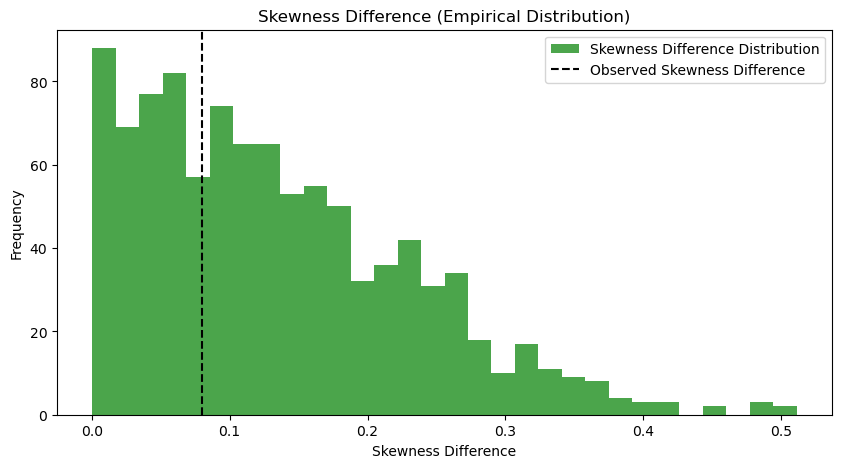 Skewness Difference (Empirical Distribution)
Skewness Difference Distribution
Observed Skewness Difference
Frequency
80
60
40
20
0
0.0 0.1 0.2 0.3 0.4 0.5
Skewness Difference